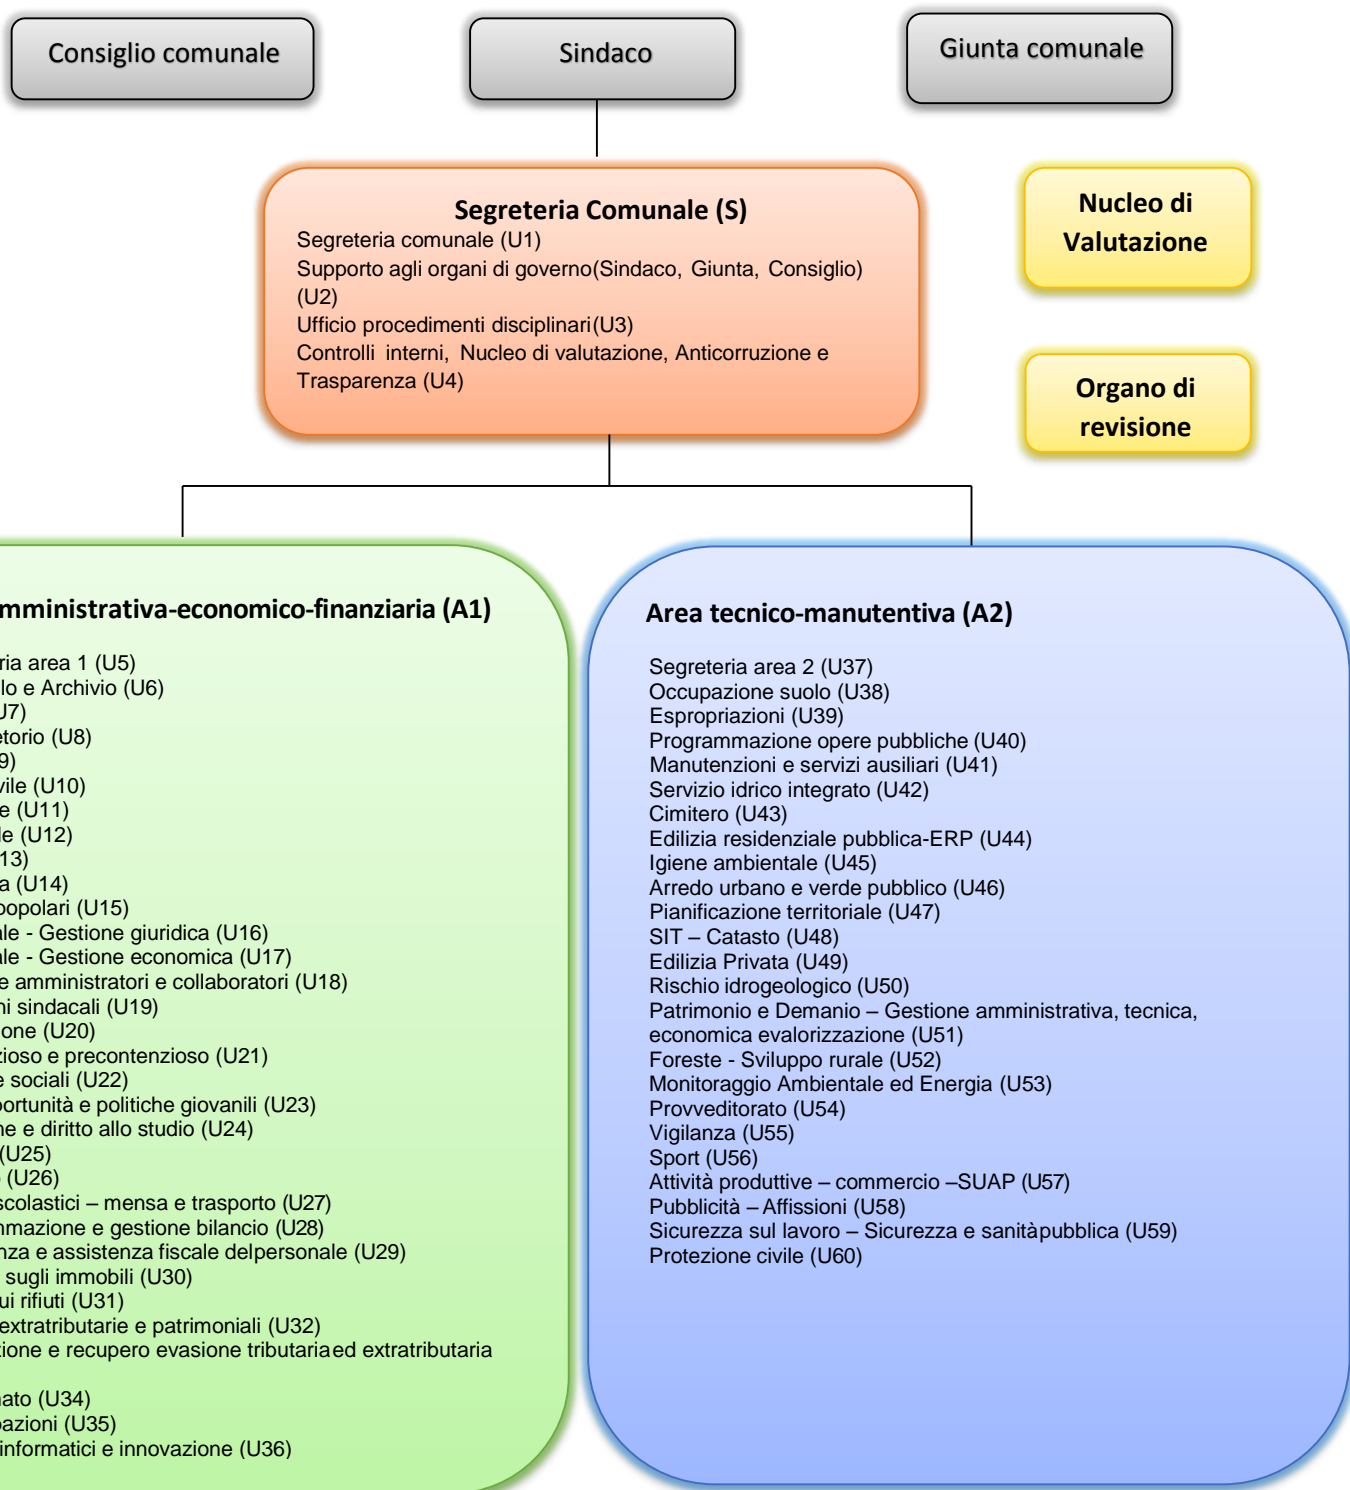 Consiglio comunale
Sindaco
Giunta comunale
Segreteria Comunale (S)
Segreteria comunale (U1)
Supporto agli organi di governo(Sindaco, Giunta, Consiglio)
(U2)
Ufficio procedimenti disciplinari(U3)
Controlli interni, Nucleo di valutazione, Anticorruzione e
Trasparenza (U4)
Nucleo di
Valutazione
Organo di
revisione
mministrativa-economico-finanziaria (A1)
ria area 1 (U5)
lo e Archivio (U6)
U7)
etorio (U8)
9)
vile (U10)
e (U11)
le (U12)
13)
a (U14)
popolari (U15)
ale - Gestione giuridica (U16)
ale - Gestione economica (U17)
e amministratori e collaboratori (U18)
ni sindacali (U19)
one (U20)
zioso e precontenzioso (U21)
e sociali (U22)
portunità e politiche giovanili (U23)
ne e diritto allo studio (U24)
(U25)
o (U26)
scolastici – mensa e trasporto (U27)
mmazione e gestione bilancio (U28)
nza e assistenza fiscale delpersonale (U29)
sugli immobili (U30)
ui rifiuti (U31)
extratributarie e patrimoniali (U32)
zione e recupero evasione tributariaed extratributaria
nato (U34)
pazioni (U35)
informatici e innovazione (U36)
Area tecnico-manutentiva (A2)
Segreteria area 2 (U37)
Occupazione suolo (U38)
Espropriazioni (U39)
Programmazione opere pubbliche (U40)
Manutenzioni e servizi ausiliari (U41)
Servizio idrico integrato (U42)
Cimitero (U43)
Edilizia residenziale pubblica-ERP (U44)
Igiene ambientale (U45)
Arredo urbano e verde pubblico (U46)
Pianificazione territoriale (U47)
SIT – Catasto (U48)
Edilizia Privata (U49)
Rischio idrogeologico (U50)
Patrimonio e Demanio – Gestione amministrativa, tecnica,
economica evalorizzazione (U51)
Foreste - Sviluppo rurale (U52)
Monitoraggio Ambientale ed Energia (U53)
Provveditorato (U54)
Vigilanza (U55)
Sport (U56)
Attività produttive – commercio –SUAP (U57)
Pubblicità – Affissioni (U58)
Sicurezza sul lavoro – Sicurezza e sanitàpubblica (U59)
Protezione civile (U60)